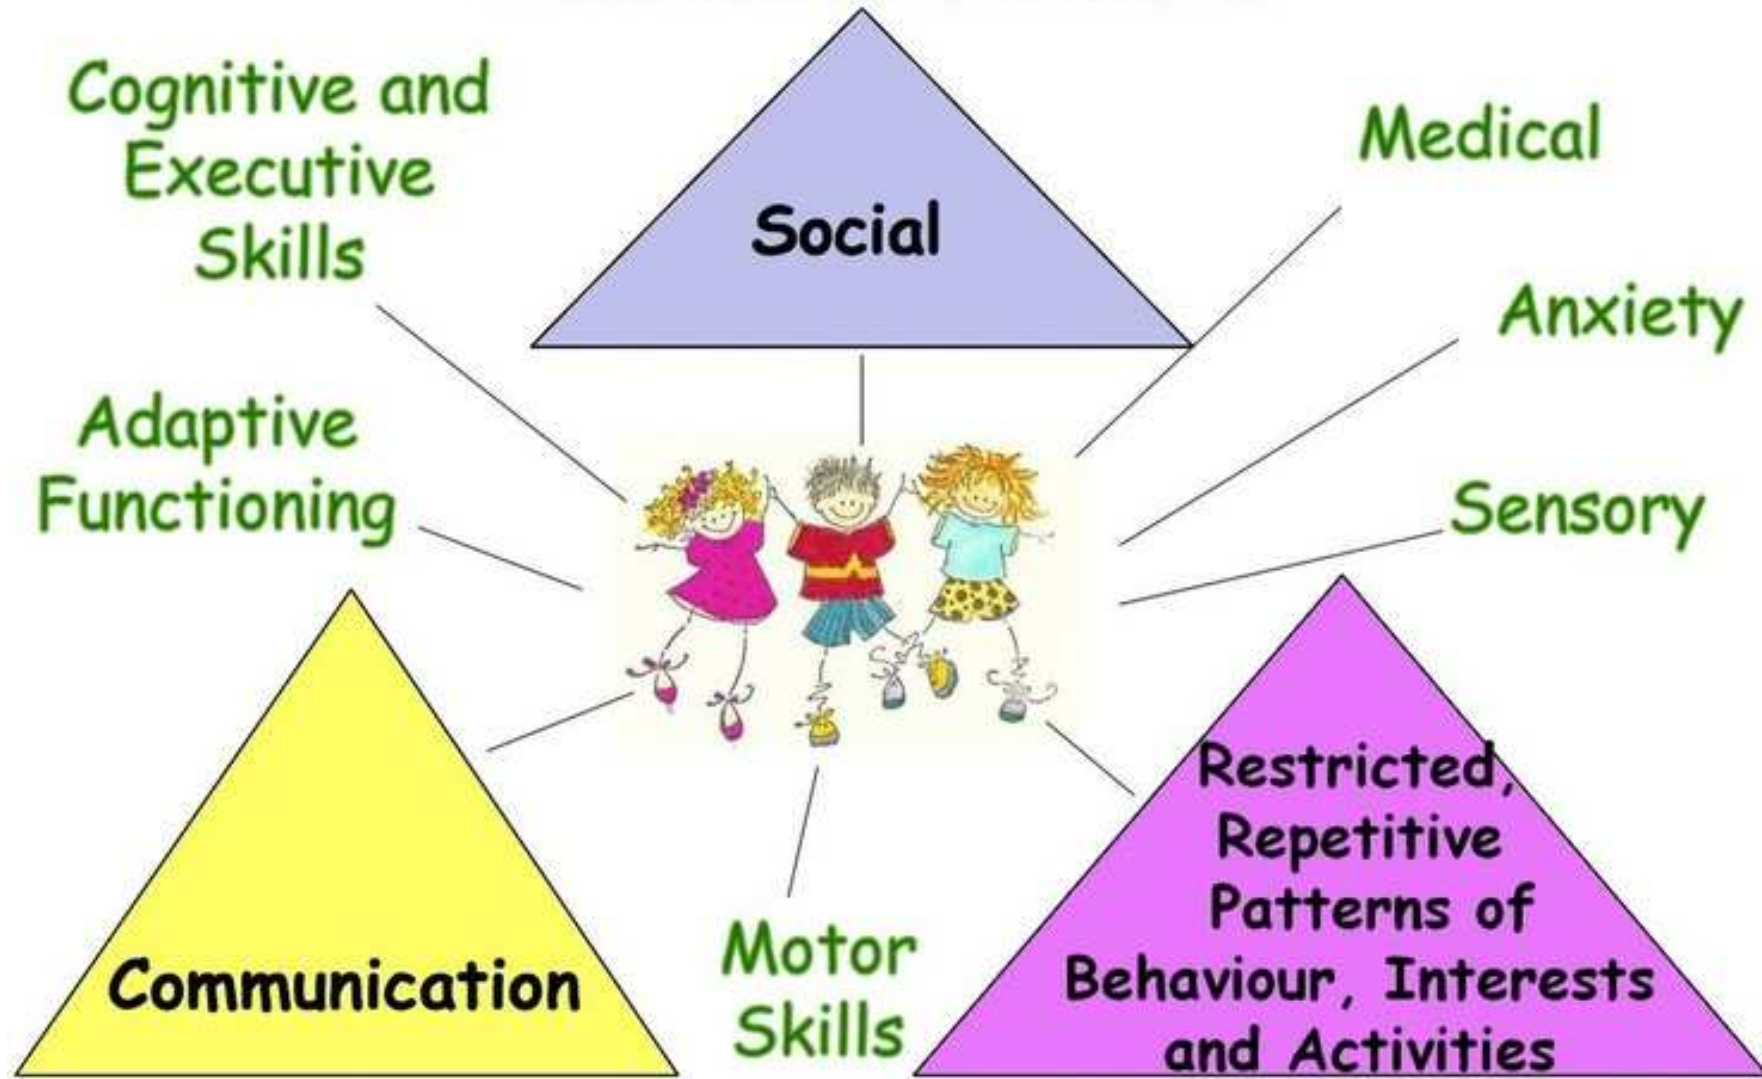 Cognitive and
Executive
Skills
Social
Medical
Anxiety
Adaptive
Functioning
Sensory
Communication
Motor
Skills
Restricted,
Repetitive
Patterns of
Behaviour, Interests
and Activities